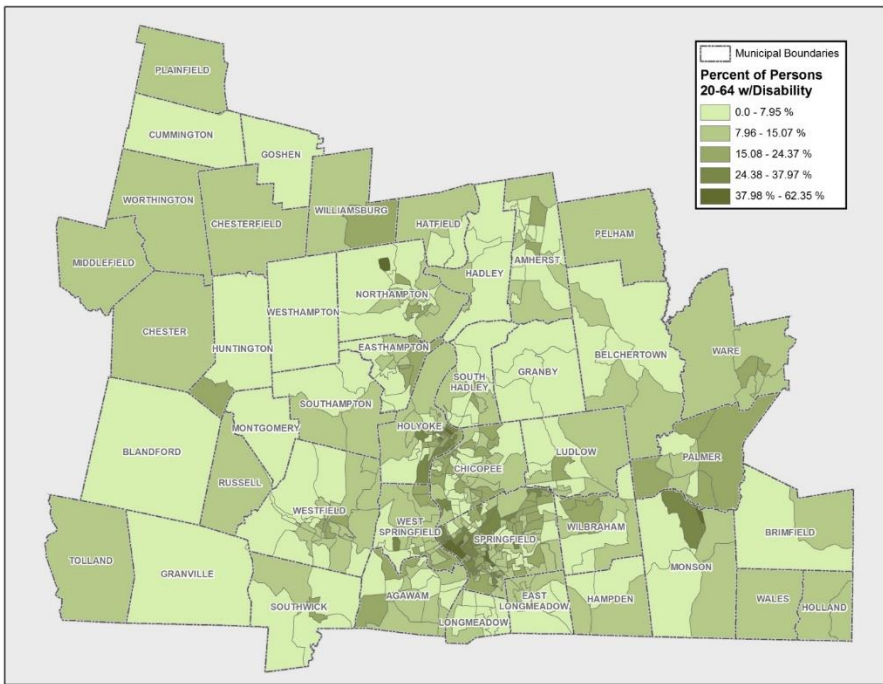 Municipal Boundaries
Percent of Persons
20-64 w/Disability
0.0 - 7.95 %
7.96 - 15.07 %
15.08 - 24.37 %
24.38 - 37.97 %
37.98 % - 62.35 %
PLAINFIELD
CUMMINGTON
GOSHEN
WORTHINGTON
CHESTERFIELD
WILLIAMSBURG
HATFIELD
PELHAM
MIDDLEFIELD
HADLEY
AMHERST
NORTHAMPTON
WESTHAMPTON
CHESTER
HUNTINGTON
EASTHAMPTON
BELCHERTOWN
WARE
SOUTH
HADLEY
GRANBY
SOUTHAMPTON
MONTGOMERY
HOLYOKE
BLANDFORD
CHICOPEE
LUDLOW
PALMER
RUSSELL
WESTFIELD
WEST
SPRINGFIELD
SPRINGFIELD
WILBRAHAM
BRIMFIELD
TOLLAND
GRANVILLE
MONSON
SOUTHWICK
AGAWAM
EAST
LONGMEADOW
HAMPDEN
WALES
HOLLAND
LONGMEADOW